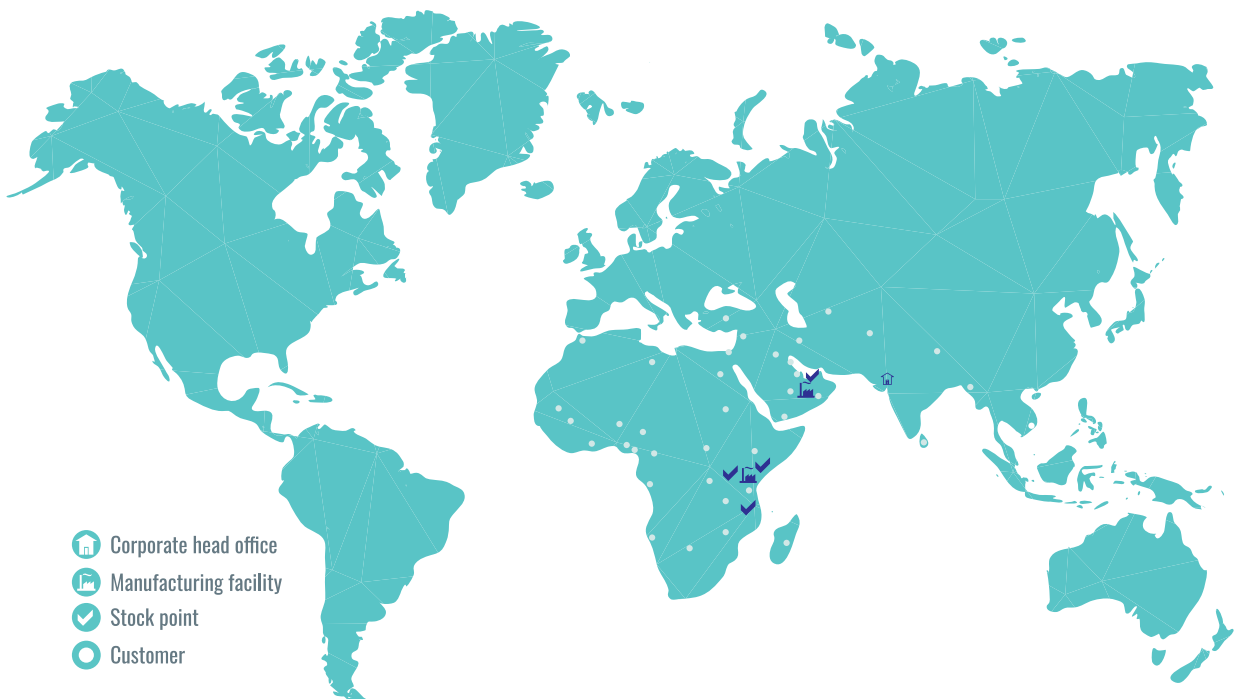 Corporate head office
Manufacturing facility
Stock point
Customer